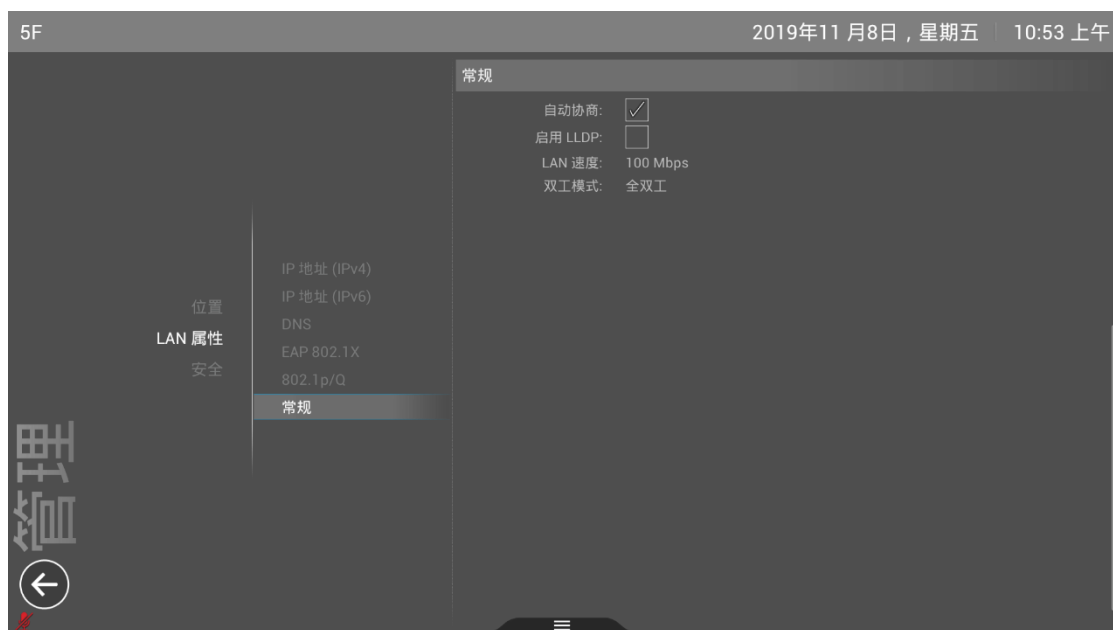 5F
2019年11月8日，星期五
10:53 上午
常规
自动协商:
启用 LLDP:
LAN 速度: 100 Mbps
双工模式: 全双工
位置
LAN 属性
安全
IP 地址 (IPv4)
IP 地址 (IPv6)
DNS
EAP 802.1X
802.1p/Q
常规
管理